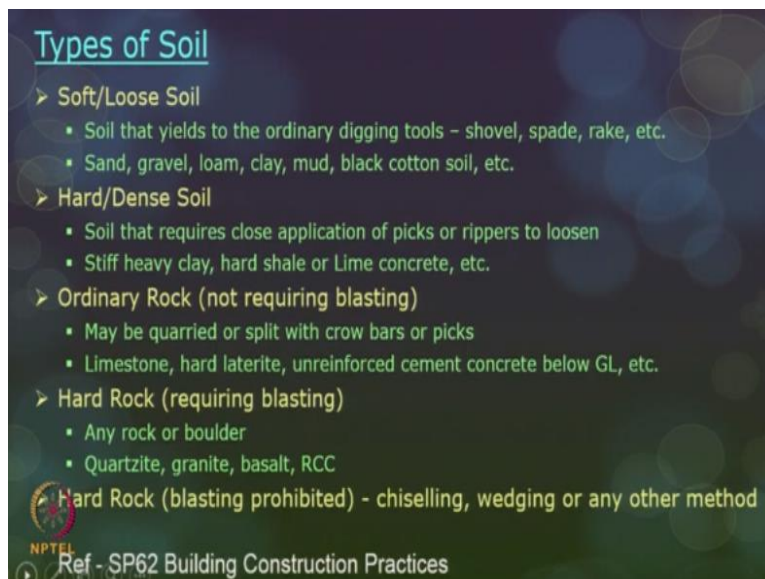 Types of Soil
➤ Soft/Loose Soil
▪ Soil that yields to the ordinary digging tools – shovel, spade, rake, etc.
▪ Sand, gravel, loam, clay, mud, black cotton soil, etc.
➤ Hard/Dense Soil
▪ Soil that requires close application of picks or rippers to loosen
▪ Stiff heavy clay, hard shale or Lime concrete, etc.
➤ Ordinary Rock (not requiring blasting)
▪ May be quarried or split with crow bars or picks
▪ Limestone, hard laterite, unreinforced cement concrete below GL, etc.
➤ Hard Rock (requiring blasting)
▪ Any rock or boulder
▪ Quartzite, granite, basalt, RCC
➤ Hard Rock (blasting prohibited) - chiselling, wedging or any other method
NPTEL
Ref - SP62 Building Construction Practices